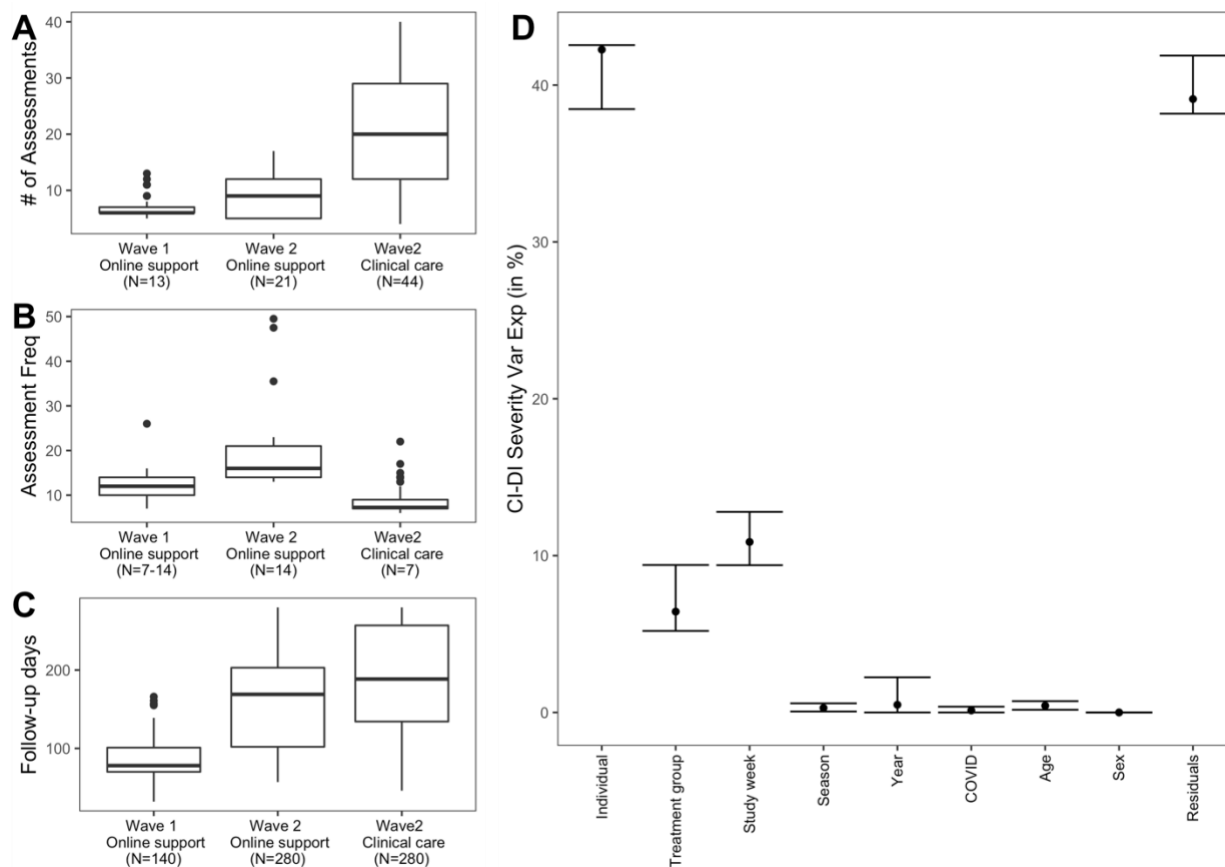 A
# of Assessments
40
30
20
10
Wave 1
Online support
(N=13)
Wave 2
Online support
(N=21)
Wave2
Clinical care
(N=44)
B
Assessment Freq
50
40
30
20
10
Wave 1
Online support
(N=7-14)
Wave 2
Online support
(N=14)
Wave2
Clinical care
(N=7)
C
Follow-up days
200
100
Wave 1
Online support
(N=140)
Wave 2
Online support
(N=280)
Wave2
Clinical care
(N=280)
D
CI-DI Severity Var Exp (in %)
40
30
20
10
0
Individual
Treatment group
Study week
Season
Year
COVID
Age
Sex
Residuals